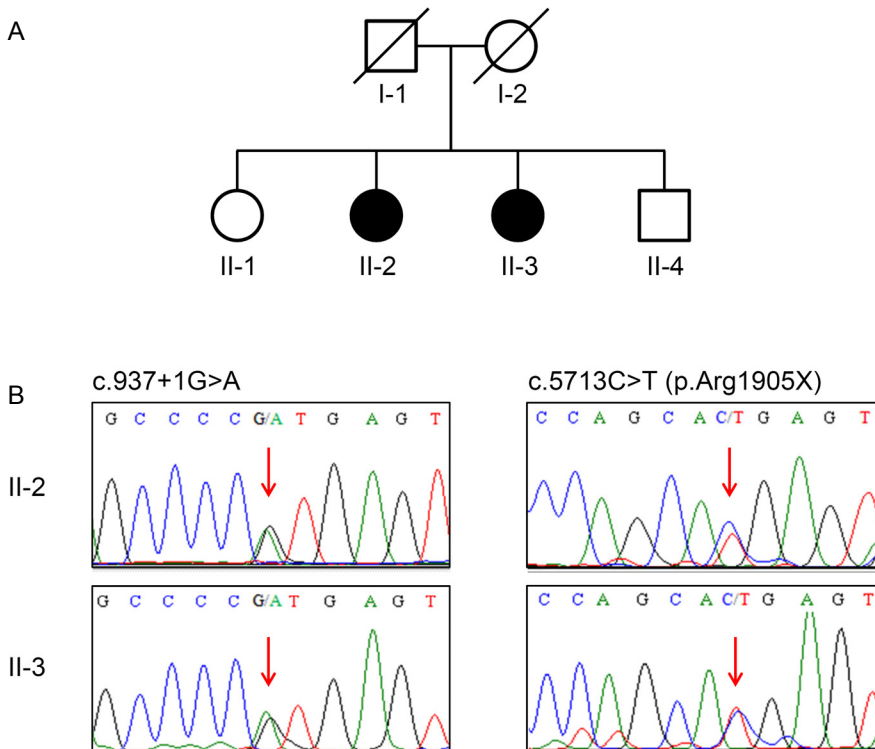 A
I-1 I-2
II-1 II-2 II-3 II-4
B
c.937+1G>A c.5713C>T (p.Arg1905X)
II-2
G C C C C G/A T G A G T
C C A G C A C/T G A G T
II-3
G C C C C G/A T G A G T
C C A G C A C/T G A G T